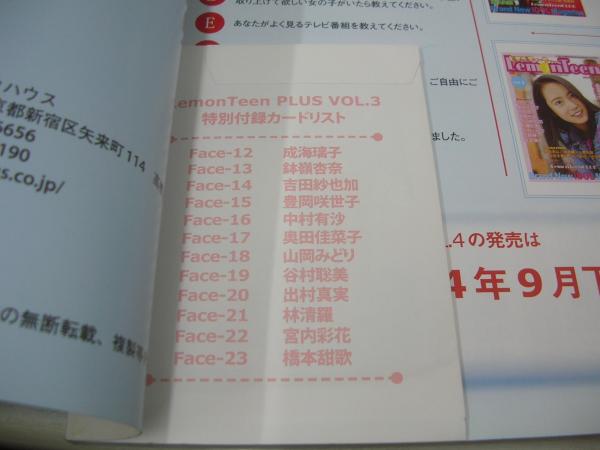 取り上げて欲しい女の子がいたら教えてください。
E あなたがよく見るテレビ番組を教えてください。
ご自由にご
ました。
LemonTeen
LemonTeen PLUS VOL.3
特別付録カードリスト
Face-12 成海璃子
Face-13 鉢嶺杏奈
Face-14 吉田紗也加
Face-15 豊岡咲世子
Face-16 中村有沙
Face-17 奥田佳菜子
Face-18 山岡みどり
Face-19 谷村聡美
Face-20 出村真実
Face-21 林清羅
Face-22 宮内彩花
Face-23 橋本甜歌
.4の発売は
4年9月下
ハウス
京都新宿区矢来町114
6656
190
s.co.jp/
の無断転載、複製等